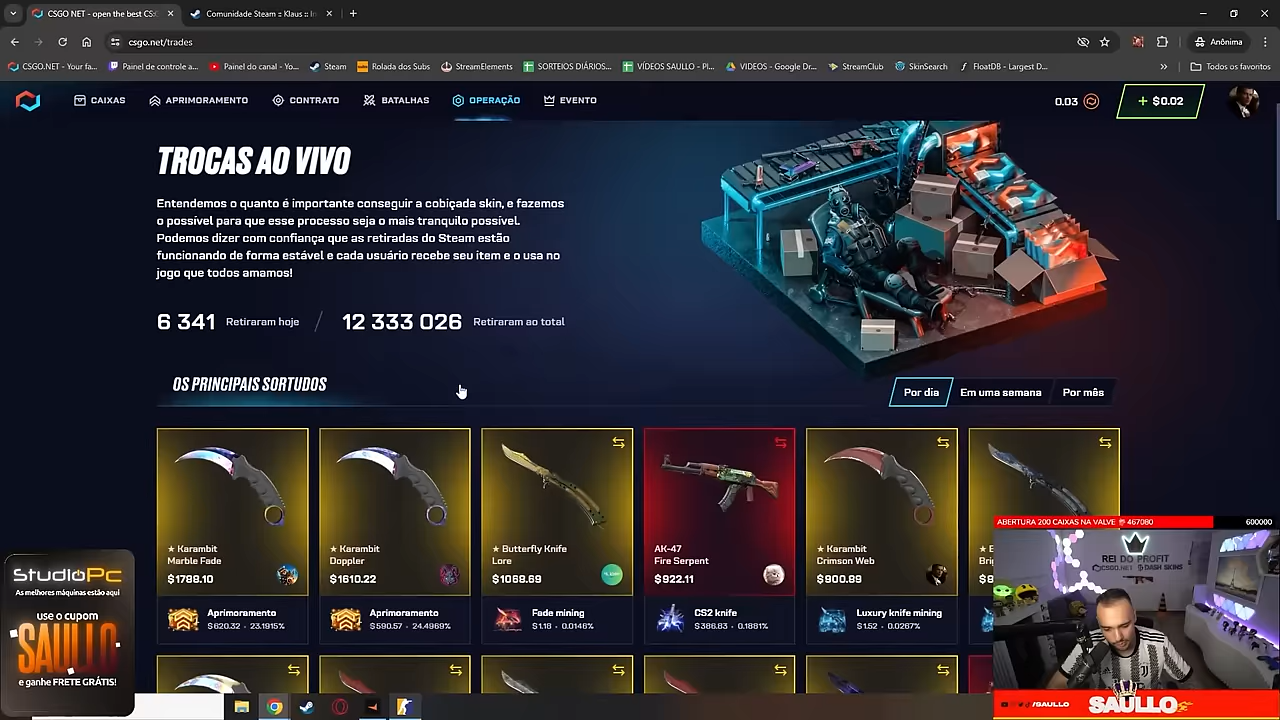 CSGO NET - open the best CS:G
Comunidade Steam :: Klaus :: In
csgo.net/trades
Anônima
CSGO.NET - Your fa...
Painel de controle a...
Painel do canal - Yo...
Steam
Rolada dos Subs
StreamElements
SORTEIOS DIÁRIOS...
VÍDEOS SAULLO - Pl...
VIDEOS - Google Dr...
StreamClub
SkinSearch
FloatDB - Largest D...
Todos os favoritos
CAIXAS
APRIMORAMENTO
CONTRATO
BATALHAS
OPERAÇÃO
EVENTO
0.03
+ $0.02
TROCAS AO VIVO
Entendemos o quanto é importante conseguir a cobiçada skin, e fazemos
o possível para que esse processo seja o mais tranquilo possível.
Podemos dizer com confiança que as retiradas do Steam estão
funcionando de forma estável e cada usuário recebe seu item e o usa no
jogo que todos amamos!
6 341 Retiraram hoje / 12 333 026 Retiraram ao total
OS PRINCIPAIS SORTUDOS
Por dia
Em uma semana
Por mês
★ Karambit
Marble Fade
$1788.10
Aprimoramento
$620.32 - 23.1915%
★ Karambit
Doppler
$1610.22
Aprimoramento
$590.57 - 24.4969%
★ Butterfly Knife
Lore
Fade mining
$1.18 - 0.0146%
AK-47
Fire Serpent
$922.11
CS2 knife
$386.83 - 0.1881%
★ Karambit
Crimson Web
$900.89
Luxury knife mining
$1.52 - 0.0267%
ABERTURA 200 CAIXAS NA VALVE
467080
600000
REI DO PROFIT
CSGO.NET
DASH SKINS
STUDIOPC
As melhores máquinas estão aqui
use o cupom
SAULLO
e ganhe FRETE GRÁTIS!
/SAULLO
SAULLO